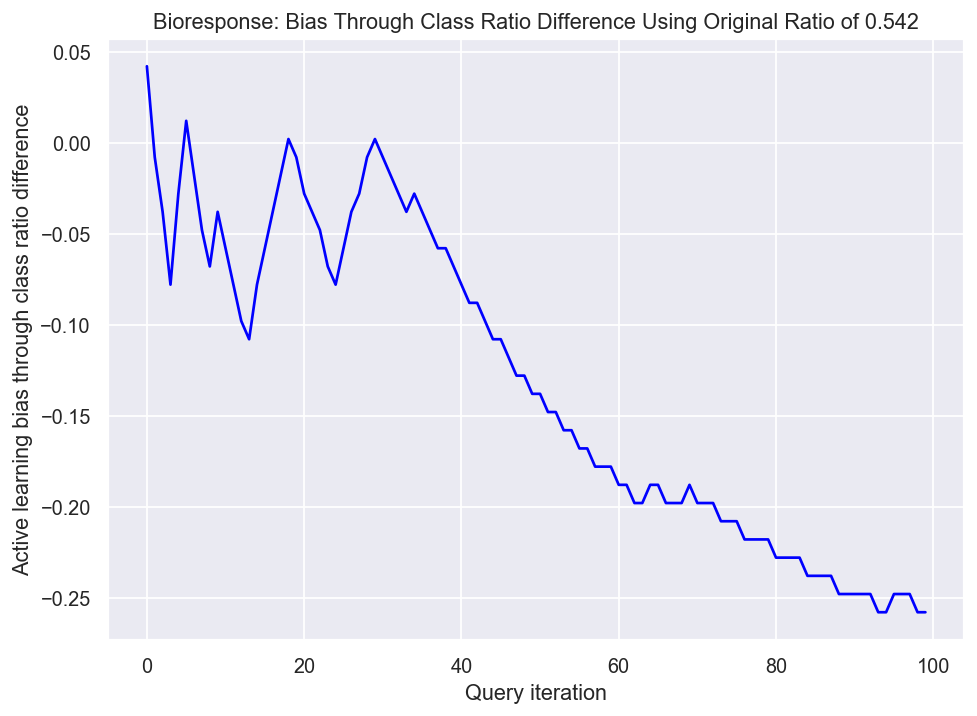 Bioresponse: Bias Through Class Ratio Difference Using Original Ratio of 0.542
Active learning bias through class ratio difference
0.05
0.00
−0.05
−0.10
−0.15
−0.20
−0.25
0 20 40 60 80 100
Query iteration